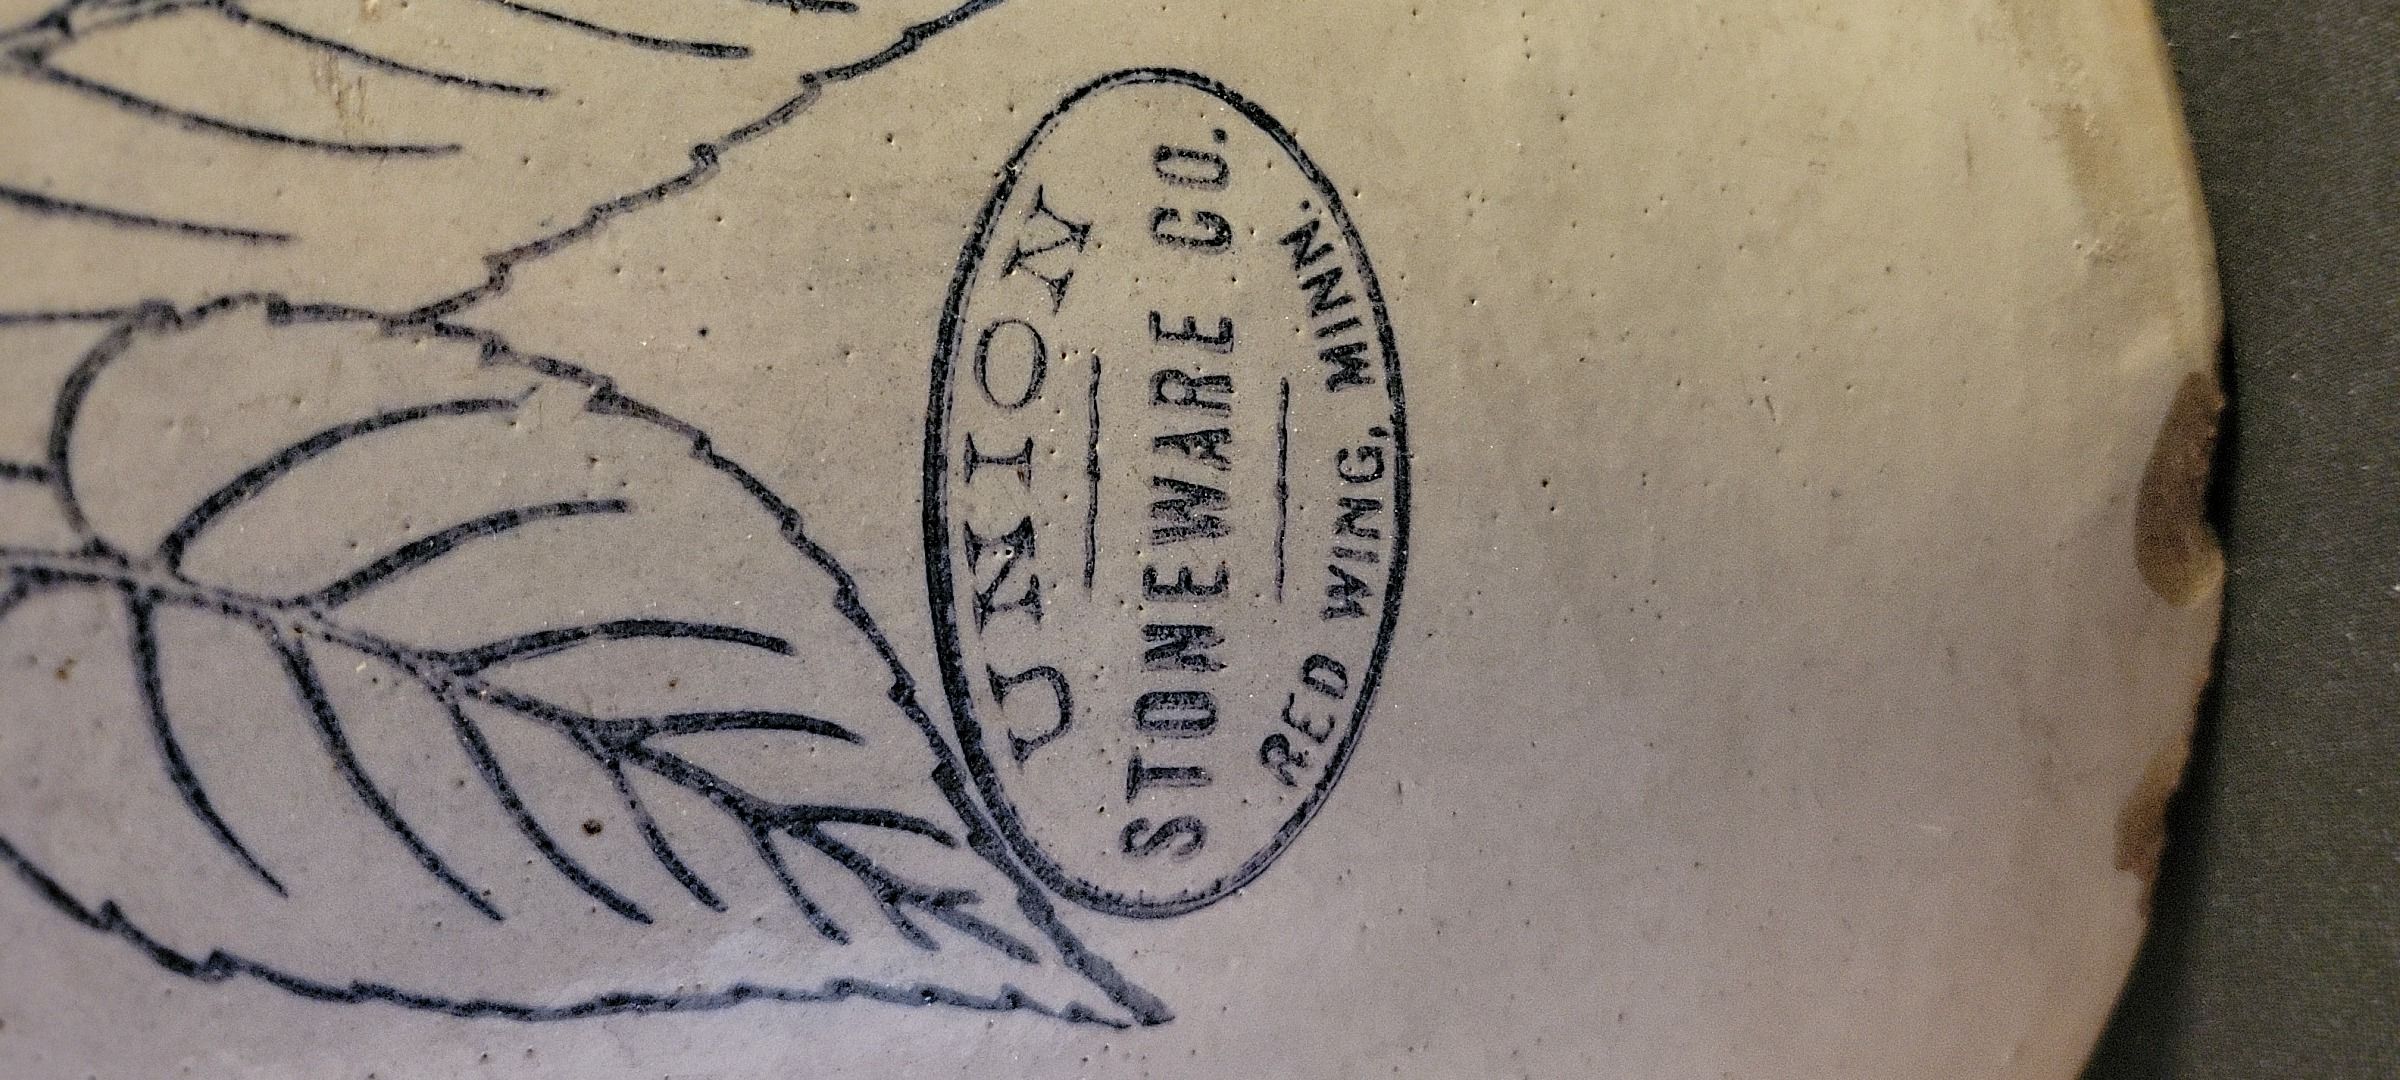 UNION
STONEWARE CO.
RED WING, MINN.